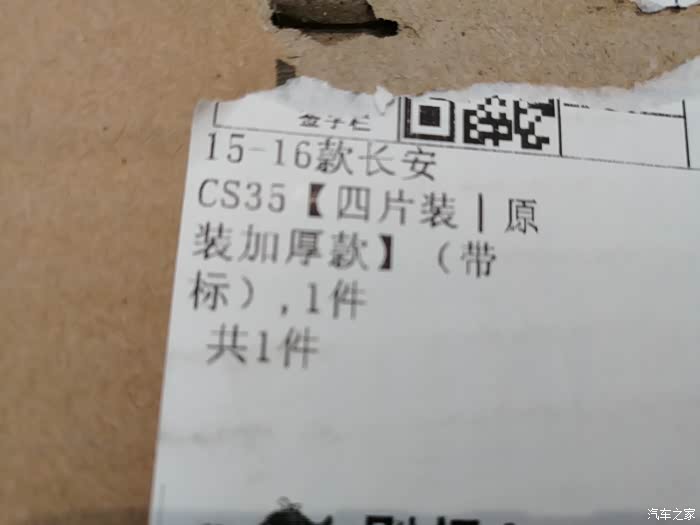 15-16款长安
CS35【四片装|原
装加厚款】（带
标）,1件
共1件
汽车之家